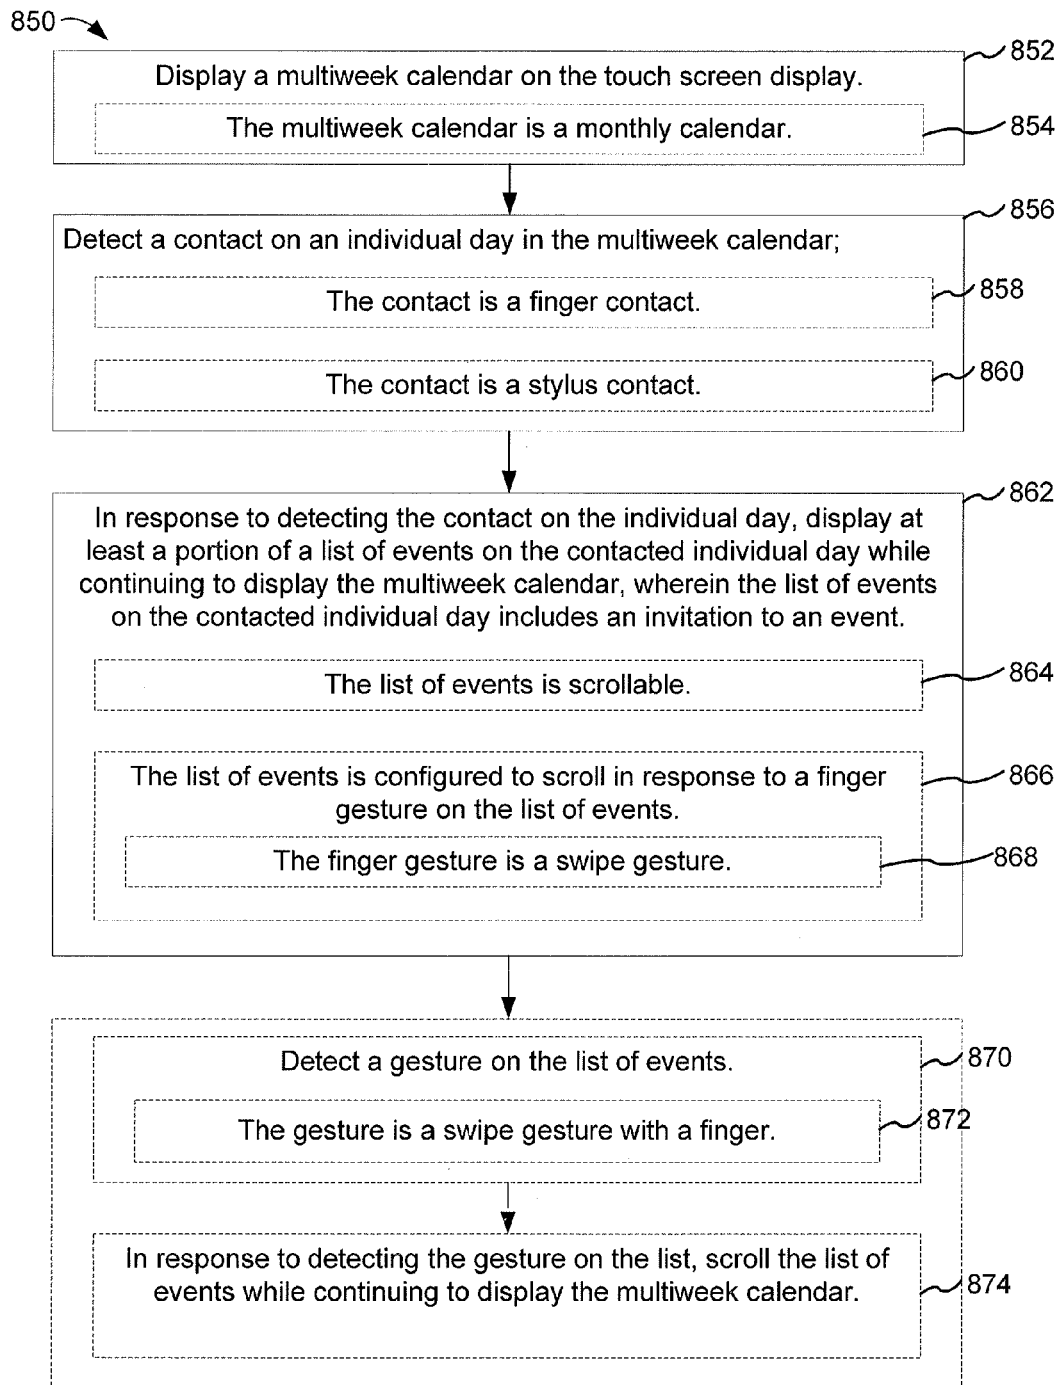 850
852
Display a multiweek calendar on the touch screen display.
The multiweek calendar is a monthly calendar.
854
856
Detect a contact on an individual day in the multiweek calendar;
The contact is a finger contact.
858
The contact is a stylus contact.
860
862
In response to detecting the contact on the individual day, display at
least a portion of a list of events on the contacted individual day while
continuing to display the multiweek calendar, wherein the list of events
on the contacted individual day includes an invitation to an event.
The list of events is scrollable.
864
The list of events is configured to scroll in response to a finger
gesture on the list of events.
866
The finger gesture is a swipe gesture.
868
Detect a gesture on the list of events.
870
The gesture is a swipe gesture with a finger.
872
In response to detecting the gesture on the list, scroll the list of
events while continuing to display the multiweek calendar.
874